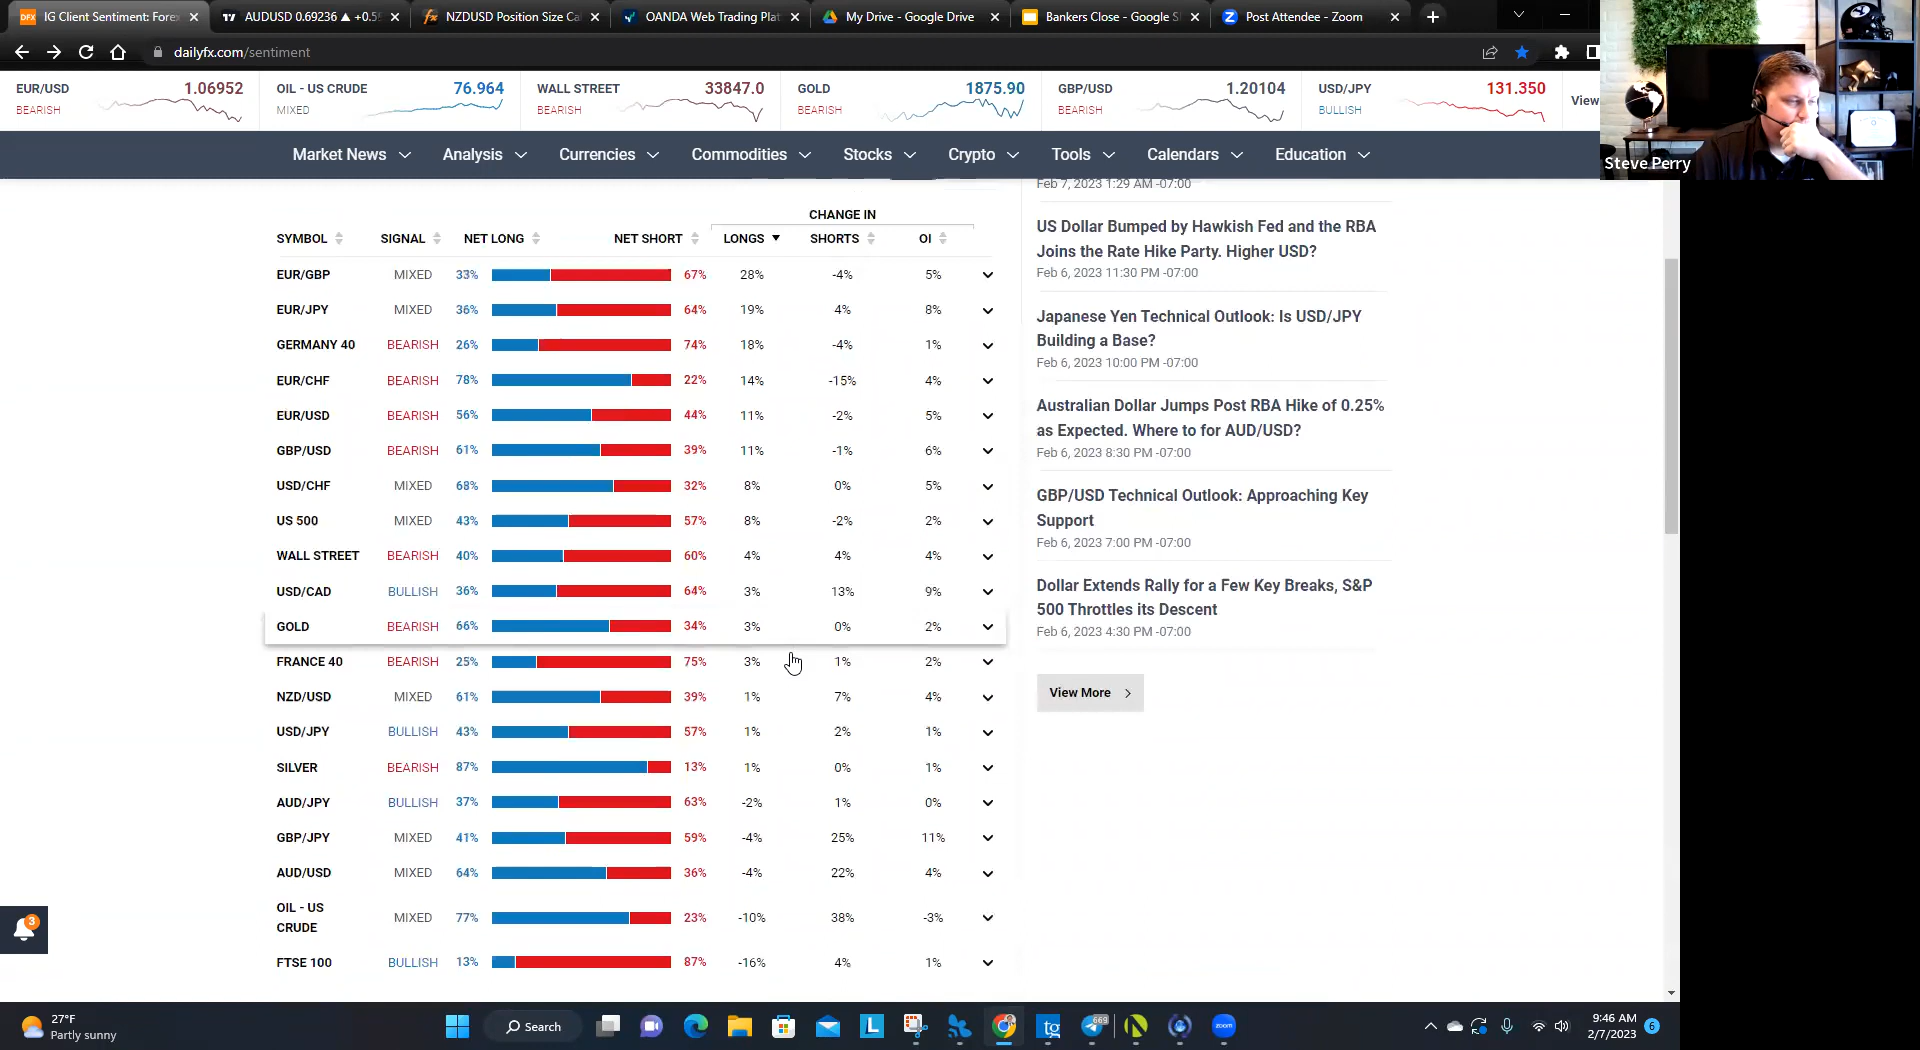 IG Client Sentiment: Forex
AUDUSD 0.69236 ▲ +0.5
NZDUSD Position Size Ca
OANDA Web Trading Plat
My Drive - Google Drive
Bankers Close - Google S
Post Attendee - Zoom
dailyfx.com/sentiment
EUR/USD 1.06952
BEARISH
OIL - US CRUDE 76.964
MIXED
WALL STREET 33847.0
BEARISH
GOLD 1875.90
BEARISH
GBP/USD 1.20104
BEARISH
USD/JPY 131.350
BULLISH
View
Steve Perry
Market News Analysis Currencies Commodities Stocks Crypto Tools Calendars Education
CHANGE IN
SYMBOL SIGNAL NET LONG NET SHORT LONGS SHORTS OI
EUR/GBP MIXED 33% 67% 28% -4% 5%
EUR/JPY MIXED 36% 64% 19% 4% 8%
GERMANY 40 BEARISH 26% 74% 18% -4% 1%
EUR/CHF BEARISH 78% 22% 14% -15% 4%
EUR/USD BEARISH 56% 44% 11% -2% 5%
GBP/USD BEARISH 61% 39% 11% -1% 6%
USD/CHF MIXED 68% 32% 8% 0% 5%
US 500 MIXED 43% 57% 8% -2% 2%
WALL STREET BEARISH 40% 60% 4% 4% 4%
USD/CAD BULLISH 36% 64% 3% 13% 9%
GOLD BEARISH 66% 34% 3% 0% 2%
FRANCE 40 BEARISH 25% 75% 3% 1% 2%
NZD/USD MIXED 61% 39% 1% 7% 4%
USD/JPY BULLISH 43% 57% 1% 2% 1%
SILVER BEARISH 87% 13% 1% 0% 1%
AUD/JPY BULLISH 37% 63% -2% 1% 0%
GBP/JPY MIXED 41% 59% -4% 25% 11%
AUD/USD MIXED 64% 36% -4% 22% 4%
OIL - US
CRUDE MIXED 77% 23% -10% 38% -3%
FTSE 100 BULLISH 13% 87% -16% 4% 1%
Feb 7, 2023 1:29 AM -07:00
US Dollar Bumped by Hawkish Fed and the RBA
Joins the Rate Hike Party. Higher USD?
Feb 6, 2023 11:30 PM -07:00
Japanese Yen Technical Outlook: Is USD/JPY
Building a Base?
Feb 6, 2023 10:00 PM -07:00
Australian Dollar Jumps Post RBA Hike of 0.25%
as Expected. Where to for AUD/USD?
Feb 6, 2023 8:30 PM -07:00
GBP/USD Technical Outlook: Approaching Key
Support
Feb 6, 2023 7:00 PM -07:00
Dollar Extends Rally for a Few Key Breaks, S&P
500 Throttles its Descent
Feb 6, 2023 4:30 PM -07:00
View More
3
27°F
Partly sunny
Search
L
tg
669
zoom
9:46 AM
2/7/2023
6